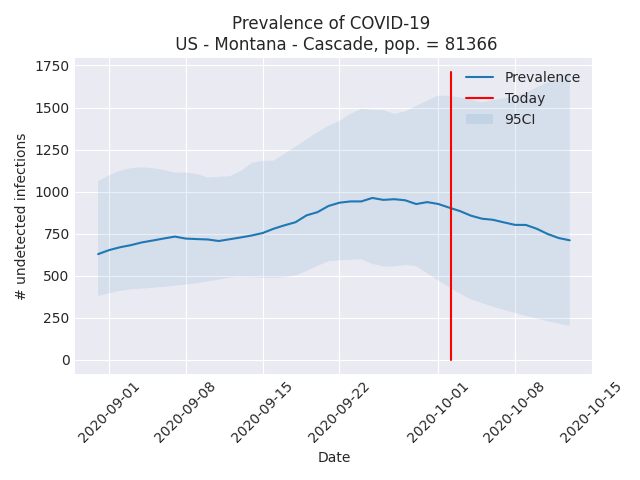 Prevalence of COVID-19
US - Montana - Cascade, pop. = 81366
# undetected infections
1750
1500
1250
1000
750
500
250
0
Prevalence
Today
95CI
2020-09-01
2020-09-08
2020-09-15
2020-09-22
2020-10-01
2020-10-08
2020-10-15
Date